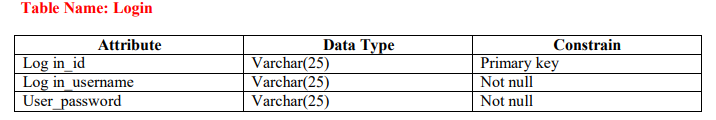 Table Name: Login
Attribute Data Type Constrain
Log in_id Varchar(25) Primary key
Log in_username Varchar(25) Not null
User_password Varchar(25) Not null